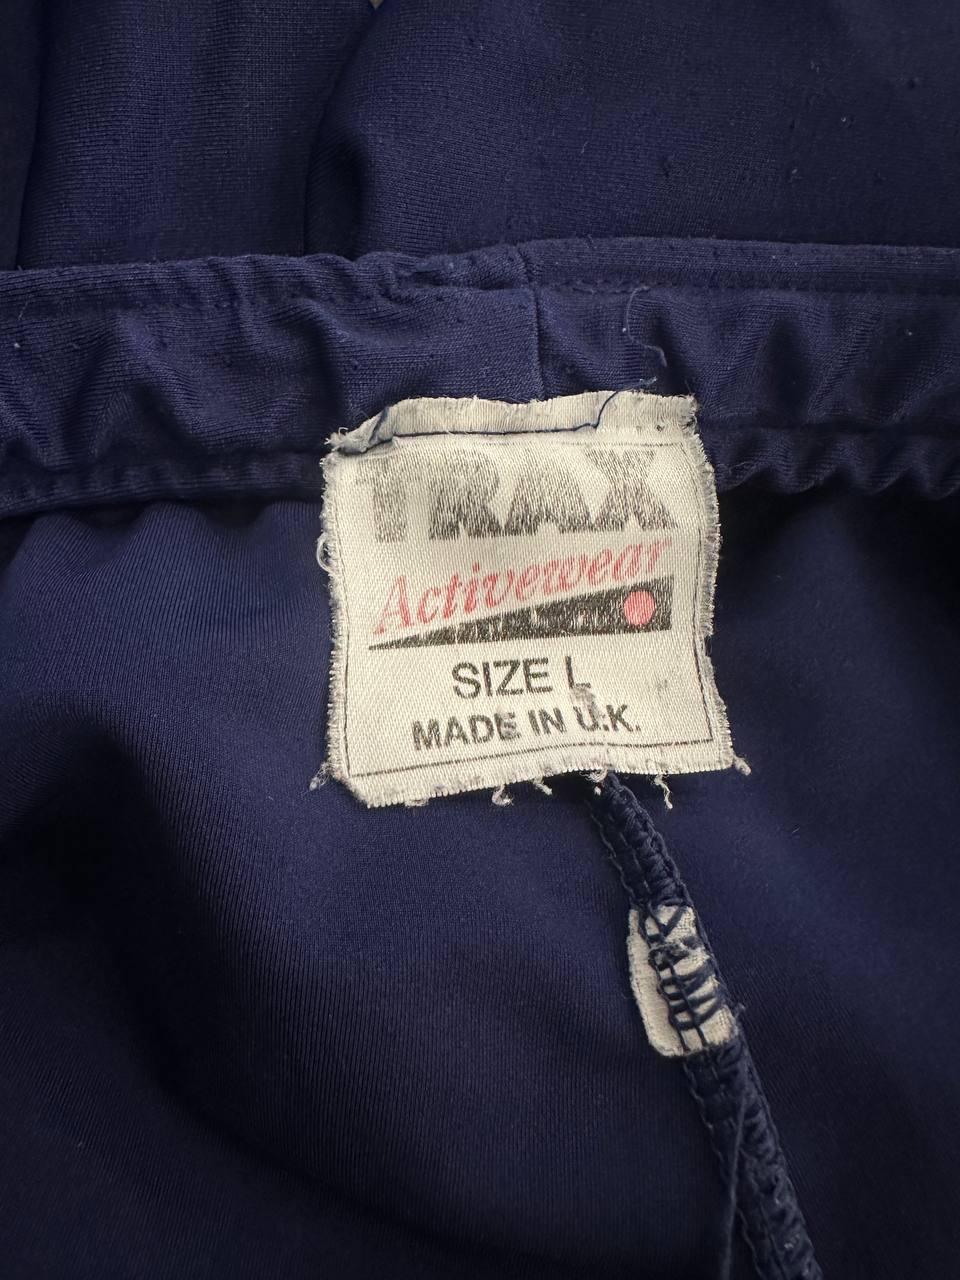 TRAX
Activewear
SIZE L
MADE IN U.K.